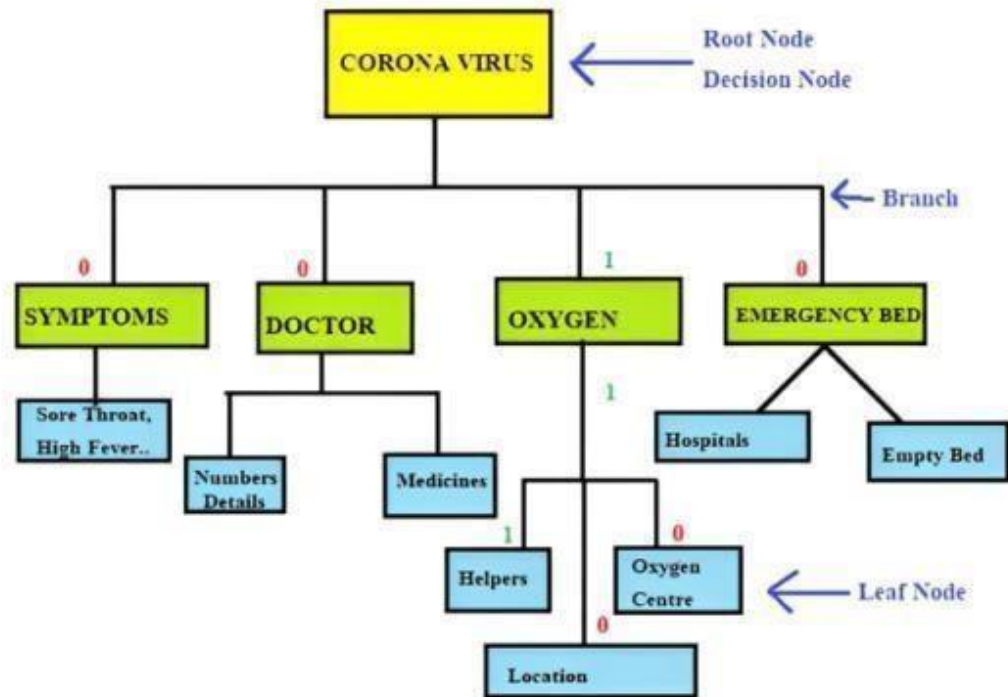 CORONA VIRUS
Root Node
Decision Node
Branch
0
0
1
0
SYMPTOMS
DOCTOR
OXYGEN
EMERGENCY BED
1
Sore Throat,
High Fever..
Numbers
Details
Medicines
Hospitals
Empty Bed
1
0
Helpers
Oxygen
Centre
Leaf Node
0
Location